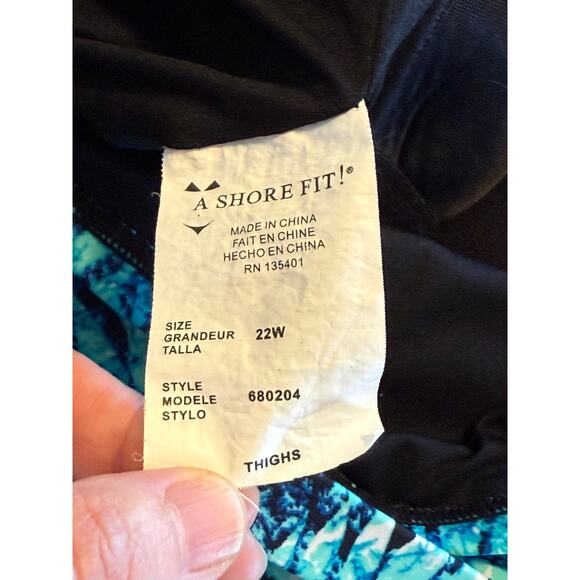 A SHORE FIT!®
MADE IN CHINA
FAIT EN CHINE
HECHO EN CHINA
RN 135401
SIZE
GRANDEUR 22W
TALLA
STYLE
MODELE 680204
STYLO
THIGHS